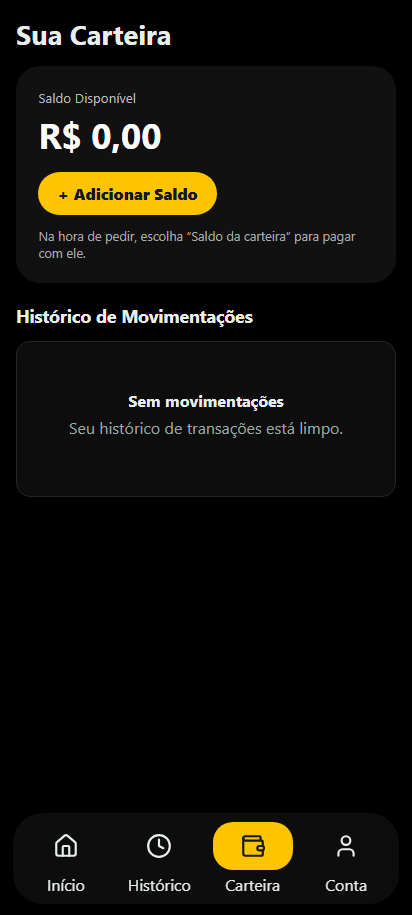 Sua Carteira
Saldo Disponível
R$ 0,00
+ Adicionar Saldo
Na hora de pedir, escolha “Saldo da carteira” para pagar
com ele.
Histórico de Movimentações
Sem movimentações
Seu histórico de transações está limpo.
Início
Histórico
Carteira
Conta